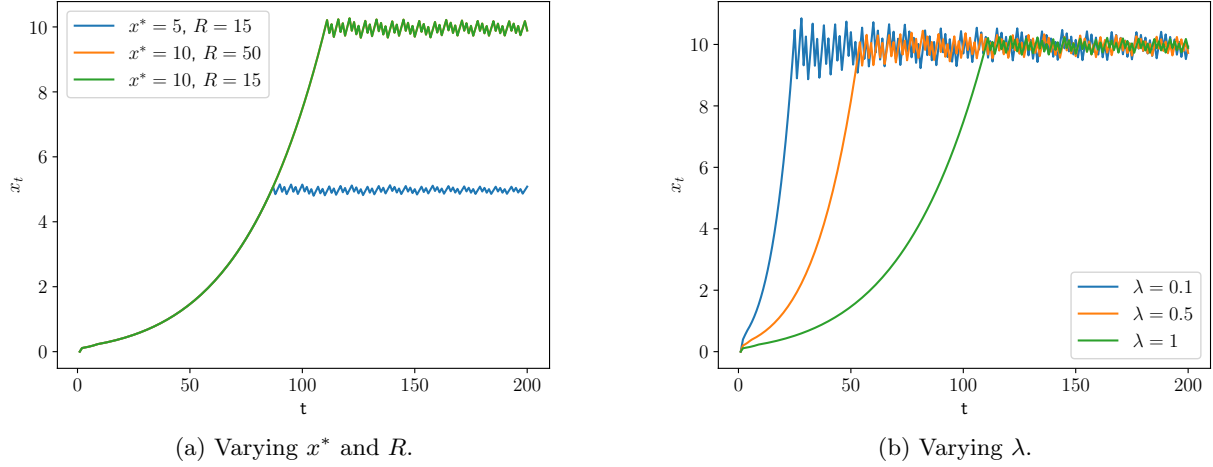 10
8
6
4
2
0
x_t
x* = 5, R = 15
x* = 10, R = 50
x* = 10, R = 15
0 50 100 150 200
t
(a) Varying x* and R.
10
8
6
4
2
0
x_t
λ = 0.1
λ = 0.5
λ = 1
0 50 100 150 200
t
(b) Varying λ.